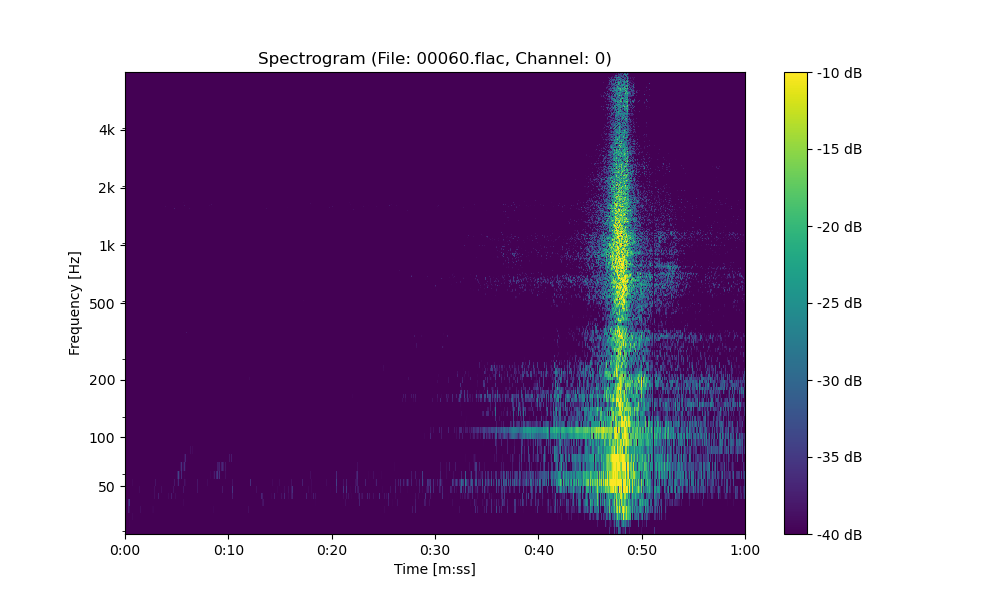 Spectrogram (File: 00060.flac, Channel: 0)
-10 dB
-15 dB
-20 dB
-25 dB
-30 dB
-35 dB
-40 dB
Frequency [Hz]
4k
2k
1k
500
200
100
50
0:00 0:10 0:20 0:30 0:40 0:50 1:00
Time [m:ss]